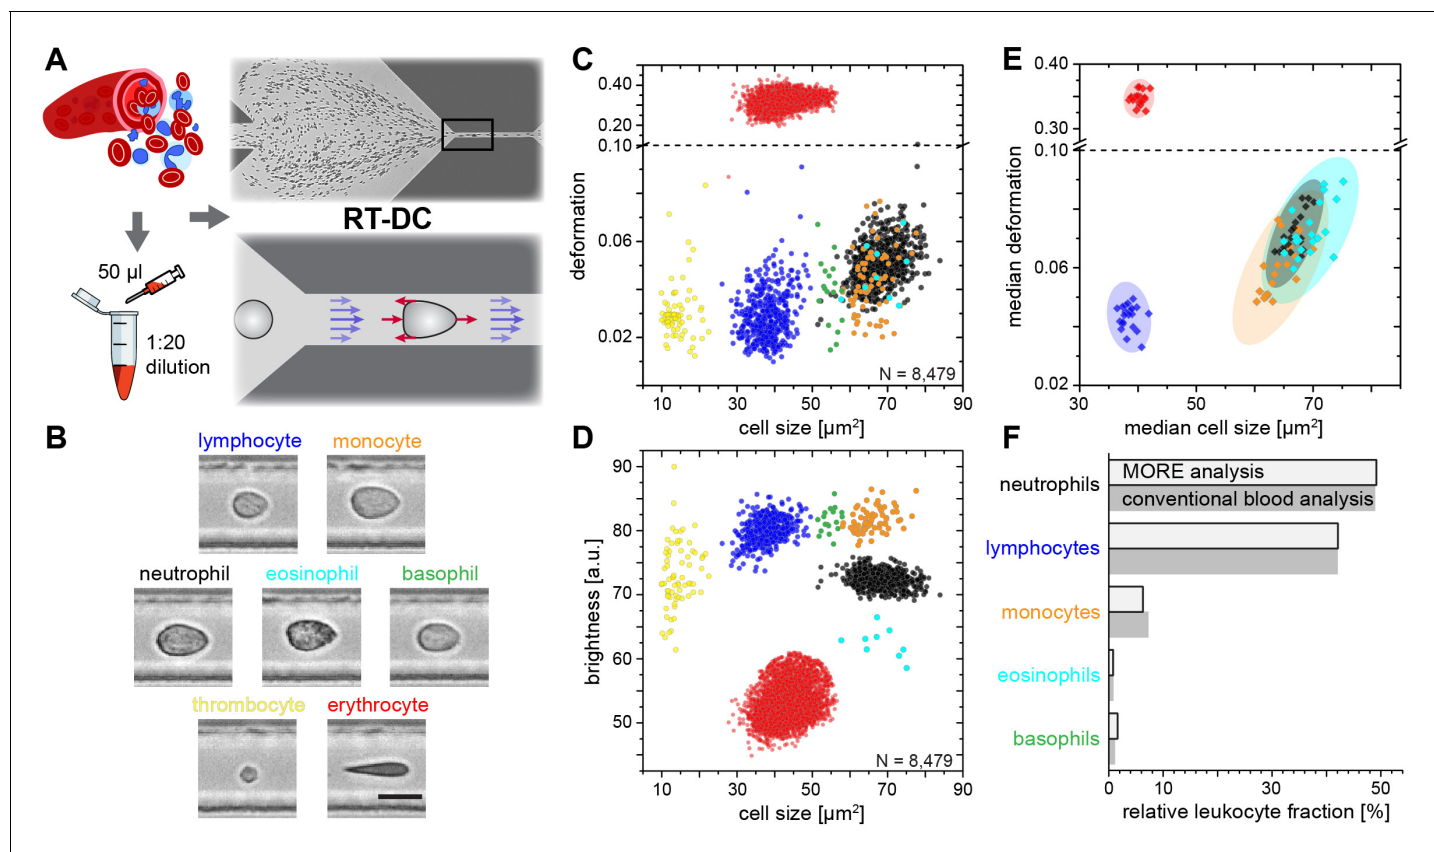 A
RT-DC
50 µl
1:20
dilution
B
lymphocyte
monocyte
neutrophil
eosinophil
basophil
thrombocyte
erythrocyte
C
deformation
0.40
0.20
0.10
0.06
0.02
N = 8,479
10
30
50
70
90
cell size [µm²]
D
brightness [a.u.]
90
80
70
60
50
N = 8,479
10
30
50
70
90
cell size [µm²]
E
median deformation
0.40
0.30
0.10
0.06
0.02
30
50
70
median cell size [µm²]
F
neutrophils
MORE analysis
conventional blood analysis
lymphocytes
monocytes
eosinophils
basophils
0
10
30
50
relative leukocyte fraction [%]